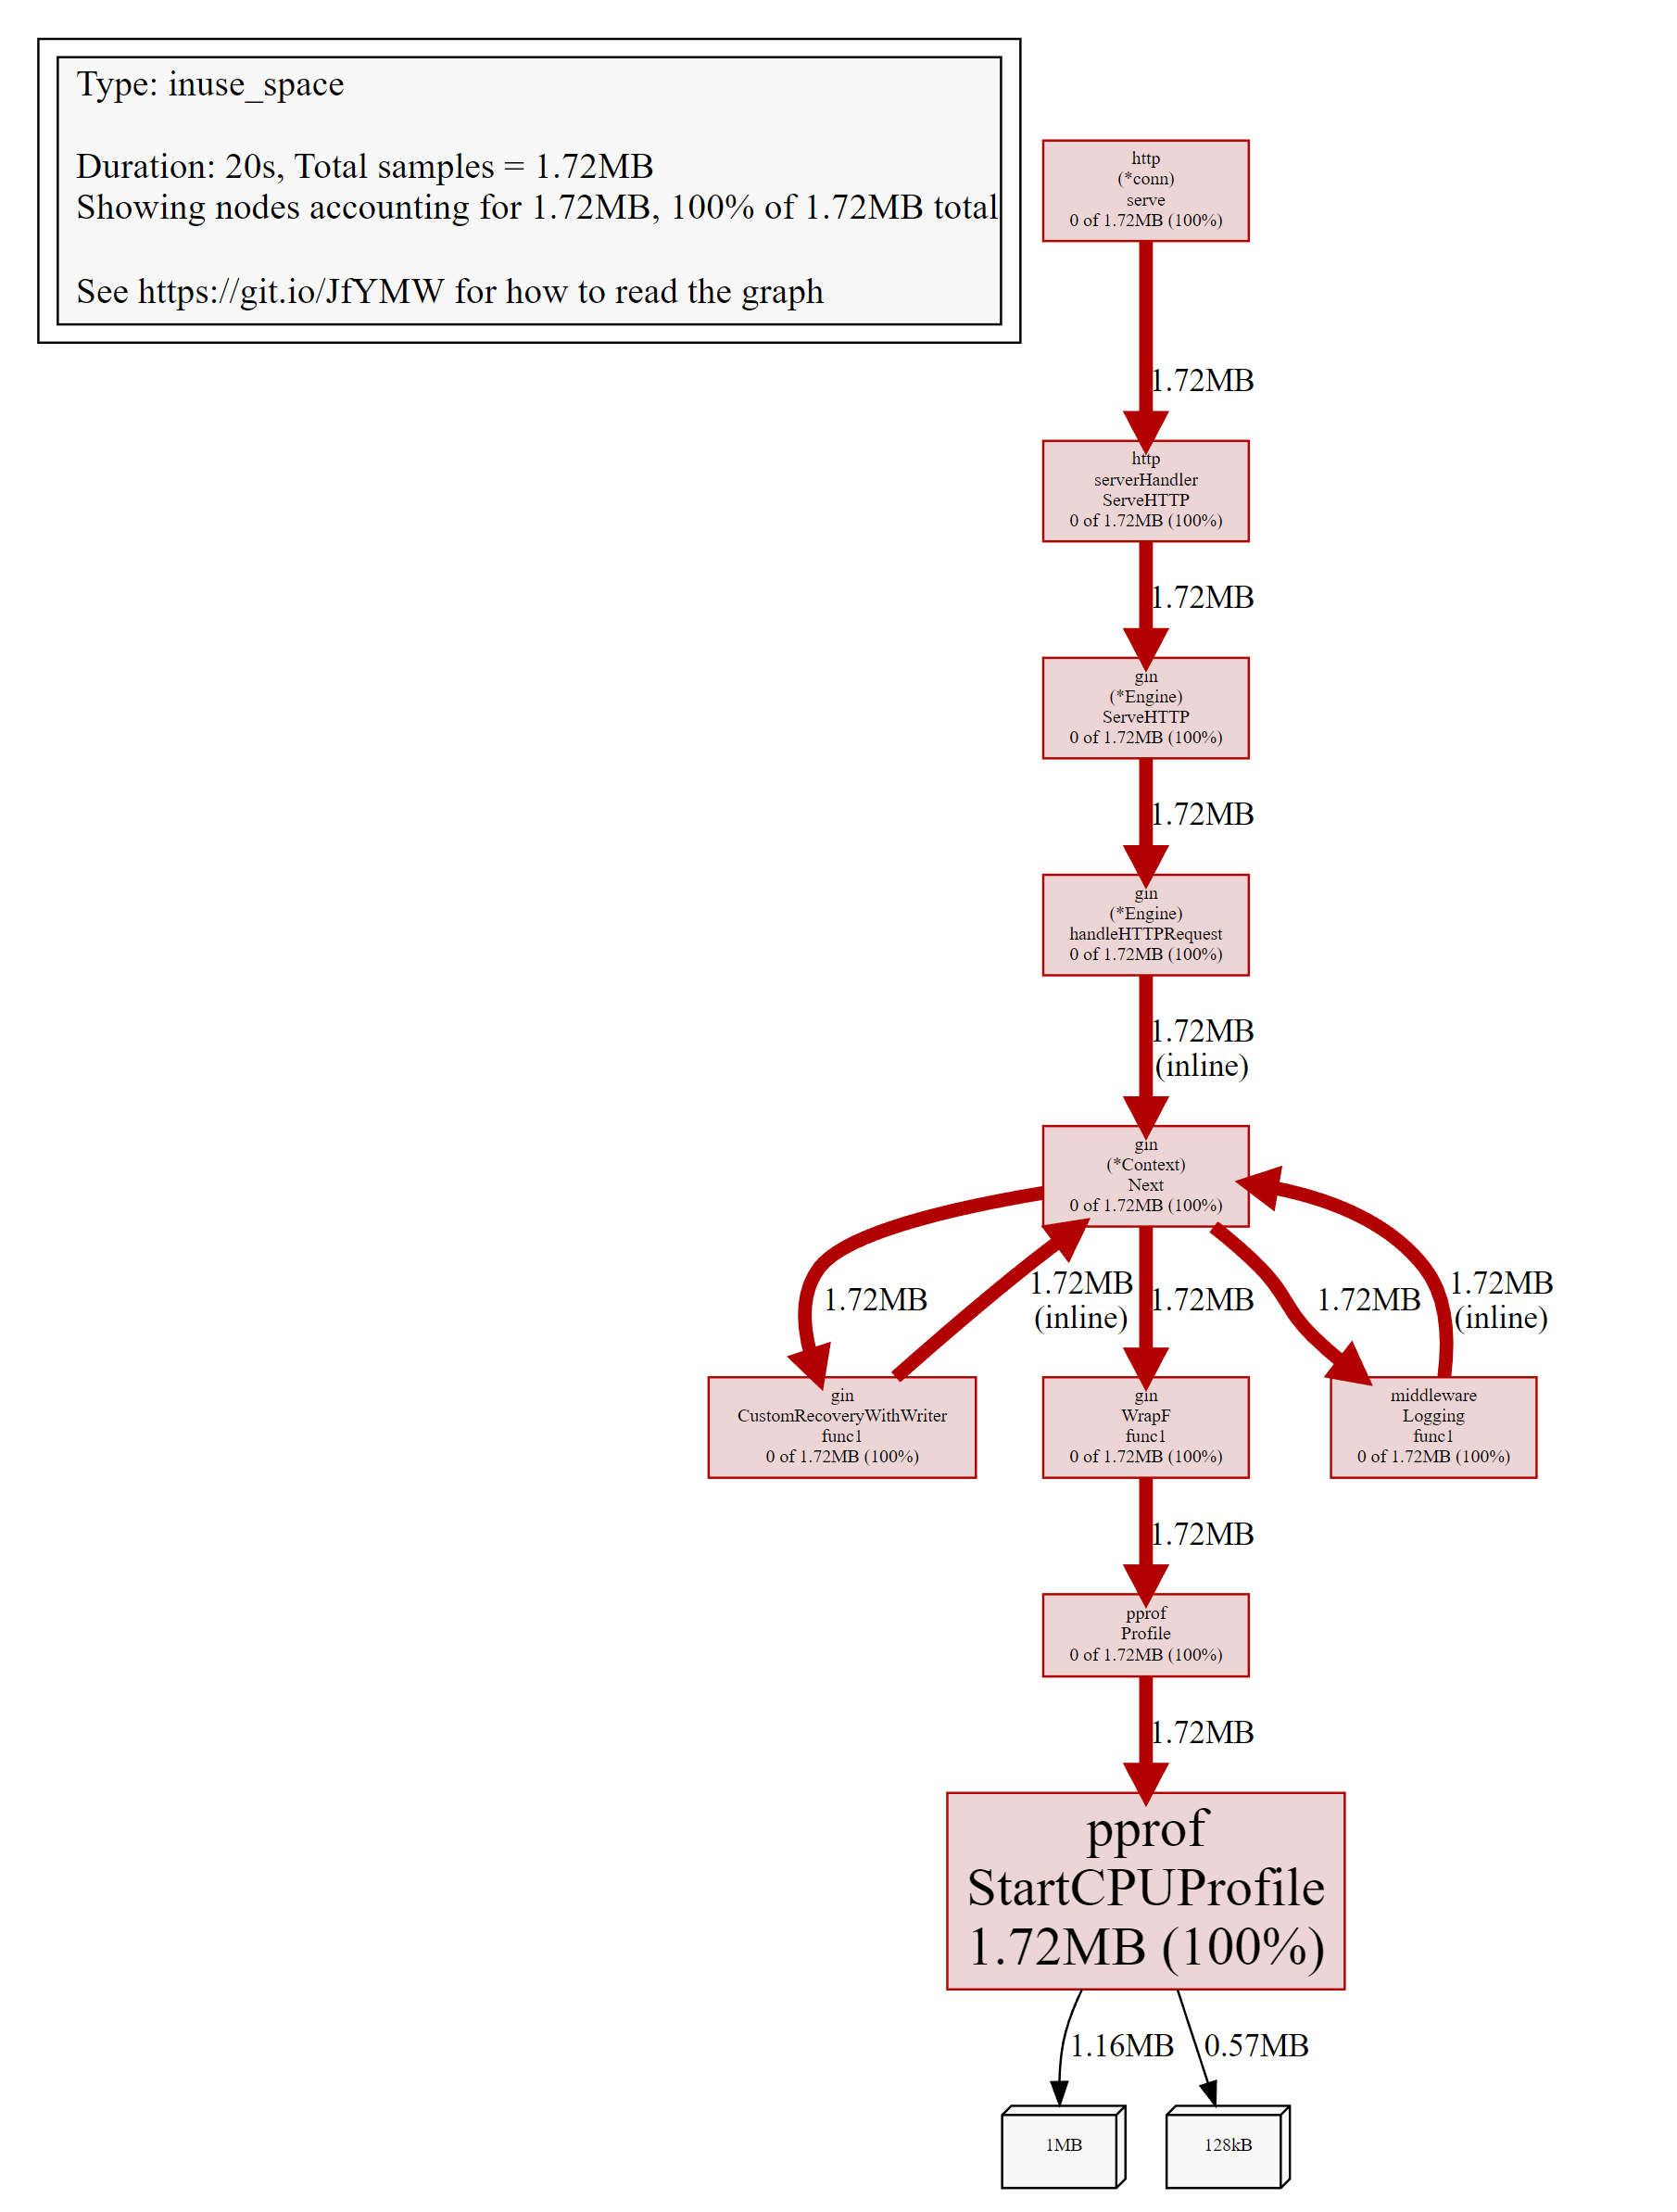 Type: inuse_space
Duration: 20s, Total samples = 1.72MB
Showing nodes accounting for 1.72MB, 100% of 1.72MB total
See https://git.io/JfYMW for how to read the graph
http
(*conn)
serve
0 of 1.72MB (100%)
1.72MB
http
serverHandler
ServeHTTP
0 of 1.72MB (100%)
1.72MB
gin
(*Engine)
ServeHTTP
0 of 1.72MB (100%)
1.72MB
gin
(*Engine)
handleHTTPRequest
0 of 1.72MB (100%)
1.72MB
(inline)
gin
(*Context)
Next
0 of 1.72MB (100%)
1.72MB
1.72MB
(inline)
1.72MB
1.72MB
1.72MB
(inline)
gin
CustomRecoveryWithWriter
func1
0 of 1.72MB (100%)
gin
WrapF
func1
0 of 1.72MB (100%)
middleware
Logging
func1
0 of 1.72MB (100%)
1.72MB
pprof
Profile
0 of 1.72MB (100%)
1.72MB
pprof
StartCPUProfile
1.72MB (100%)
1.16MB
0.57MB
1MB
128kB